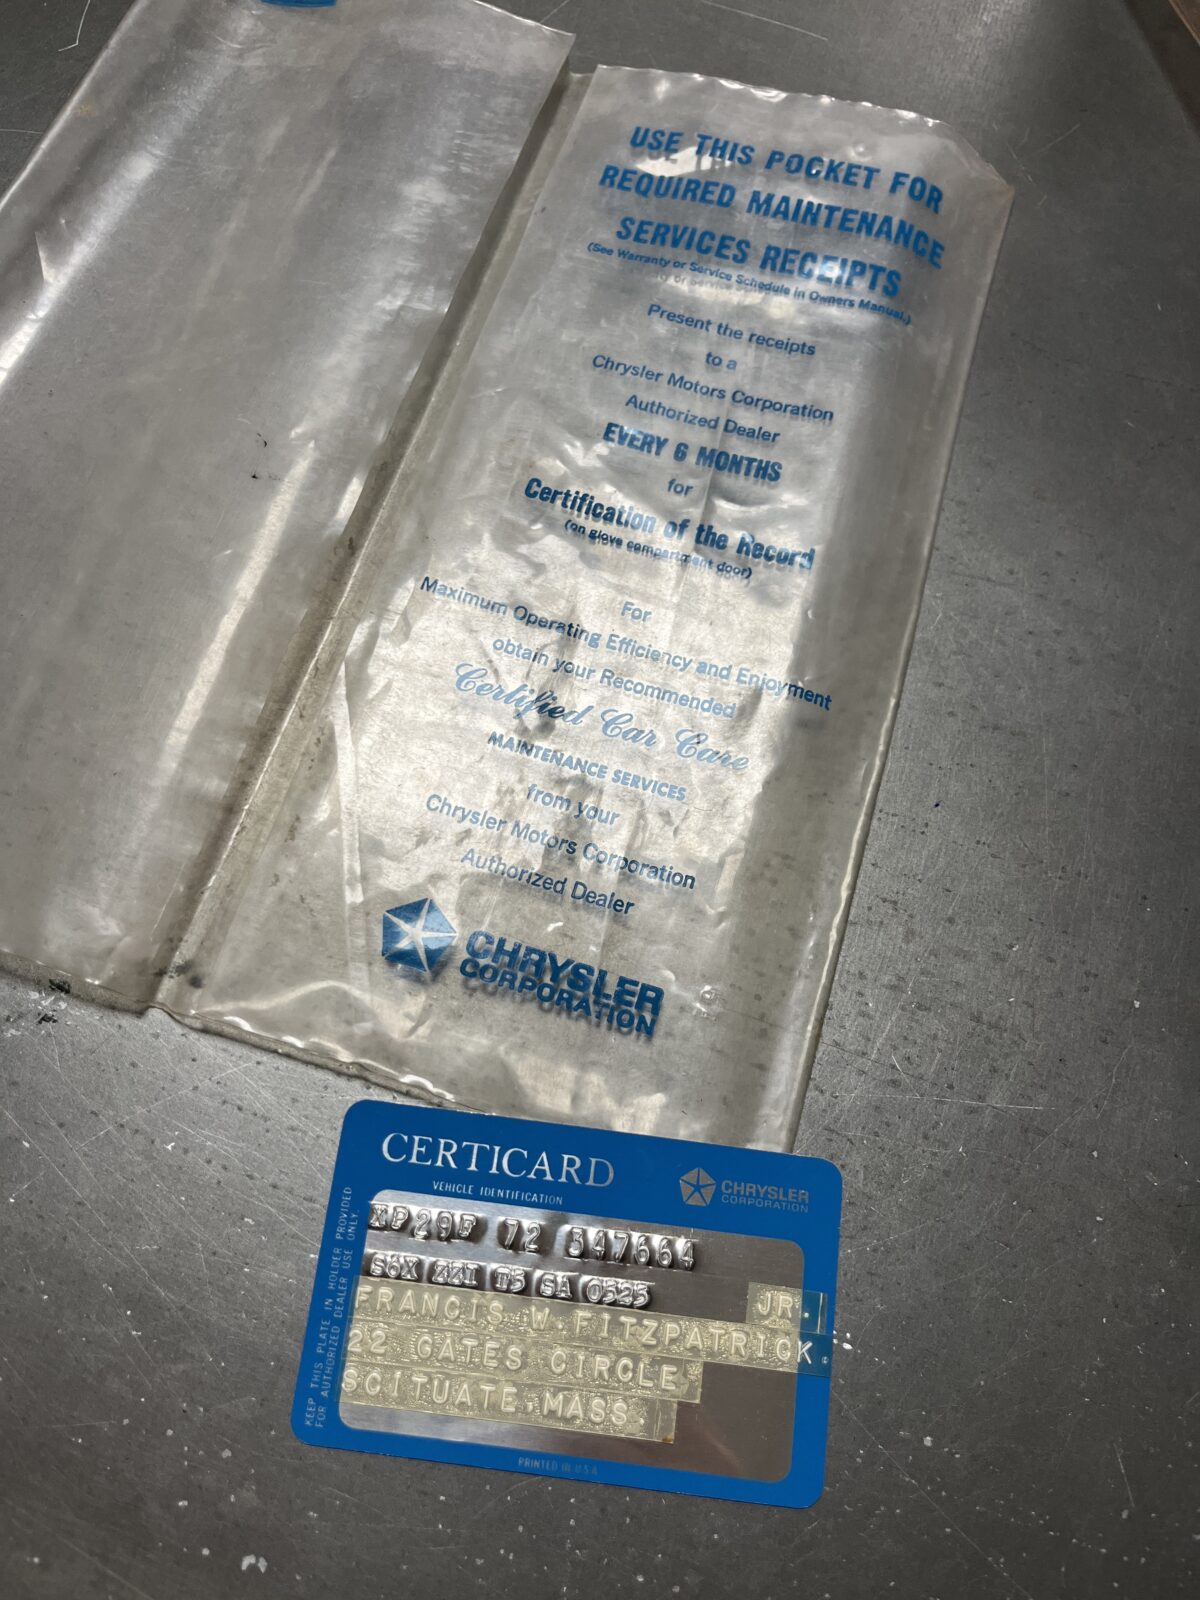 USE THIS POCKET FOR
REQUIRED MAINTENANCE
SERVICES RECEIPTS
(See Warranty or Service Schedule in Owners Manual.)
Present the receipts
to a
Chrysler Motors Corporation
Authorized Dealer
EVERY 6 MONTHS
for
Certification of the Record
(on glove compartment door)
For
Maximum Operating Efficiency and Enjoyment
obtain your Recommended
Certified Car Care
MAINTENANCE SERVICES
from your
Chrysler Motors Corporation
Authorized Dealer
CHRYSLER
CORPORATION
CERTICARD
VEHICLE IDENTIFICATION
CHRYSLER
CORPORATION
KEEP THIS PLATE IN HOLDER PROVIDED
FOR AUTHORIZED DEALER USE ONLY.
XP29F 72 347664
S6X ZZ1 T5 SA 0525
FRANCIS W. FITZPATRICK. JR.
22 GATES CIRCLE
SCITUATE, MASS.
PRINTED IN U.S.A